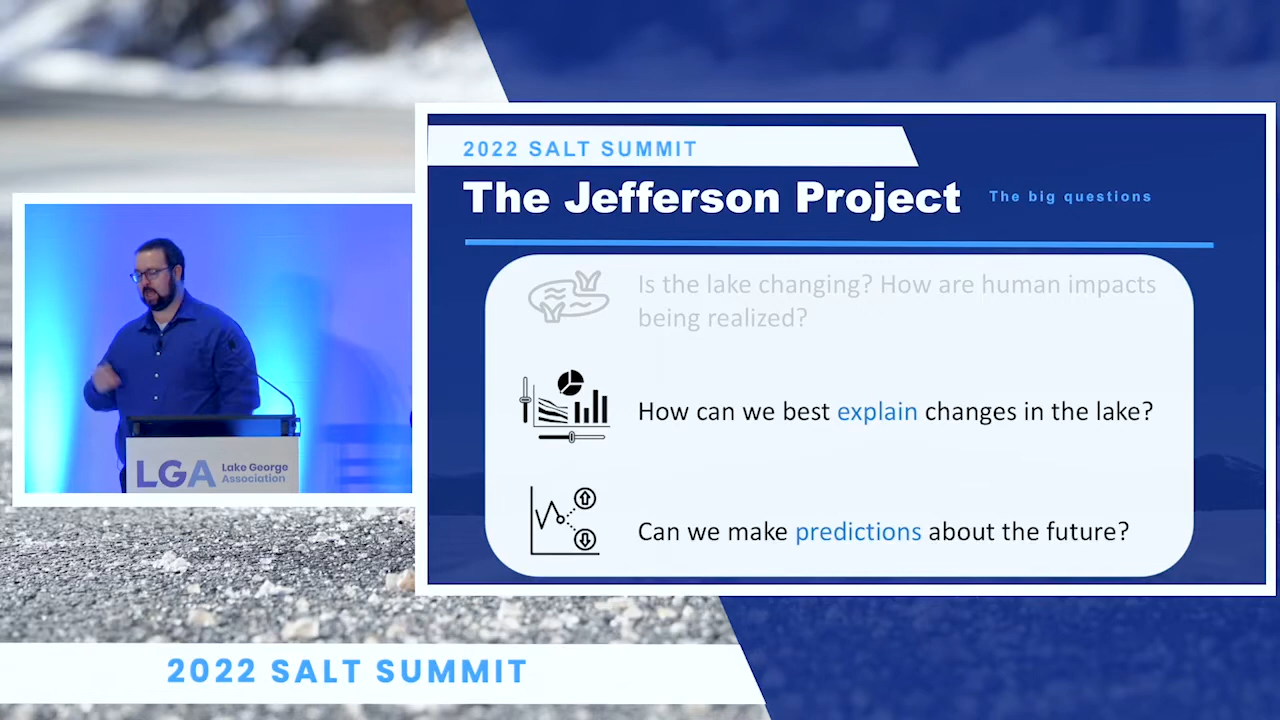 2022 SALT SUMMIT
The Jefferson Project
The big questions
Is the lake changing? How are human impacts
being realized?
How can we best explain changes in the lake?
Can we make predictions about the future?
LGA
Lake George
Association
2022 SALT SUMMIT